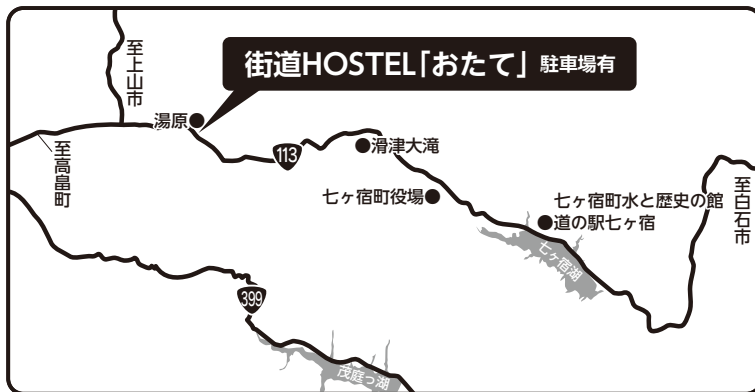 街道HOSTEL「おたて」 駐車場有
至上山市
湯原
至高畠町
113
滑津大滝
七ヶ宿町役場
七ヶ宿町水と歴史の館
道の駅七ヶ宿
至白石市
七ヶ宿湖
399
茂庭っ湖